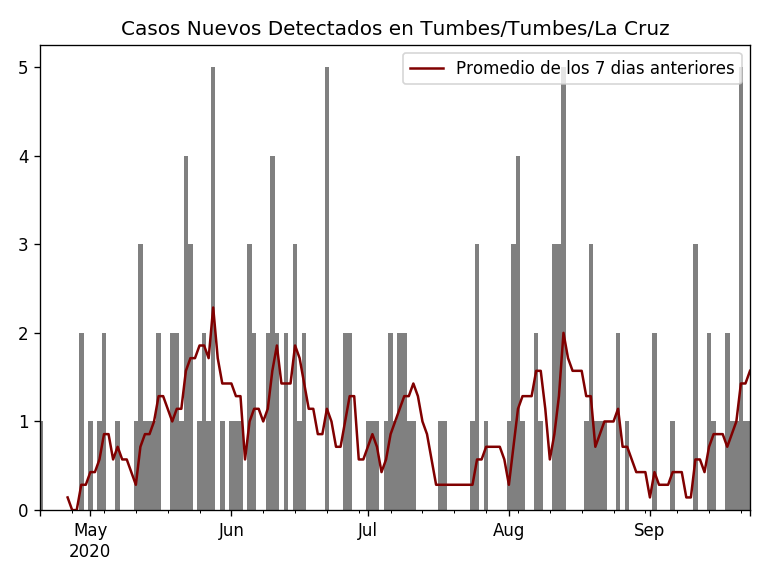 Casos Nuevos Detectados en Tumbes/Tumbes/La Cruz
Promedio de los 7 dias anteriores
5
4
3
2
1
0
May Jun Jul Aug Sep
2020